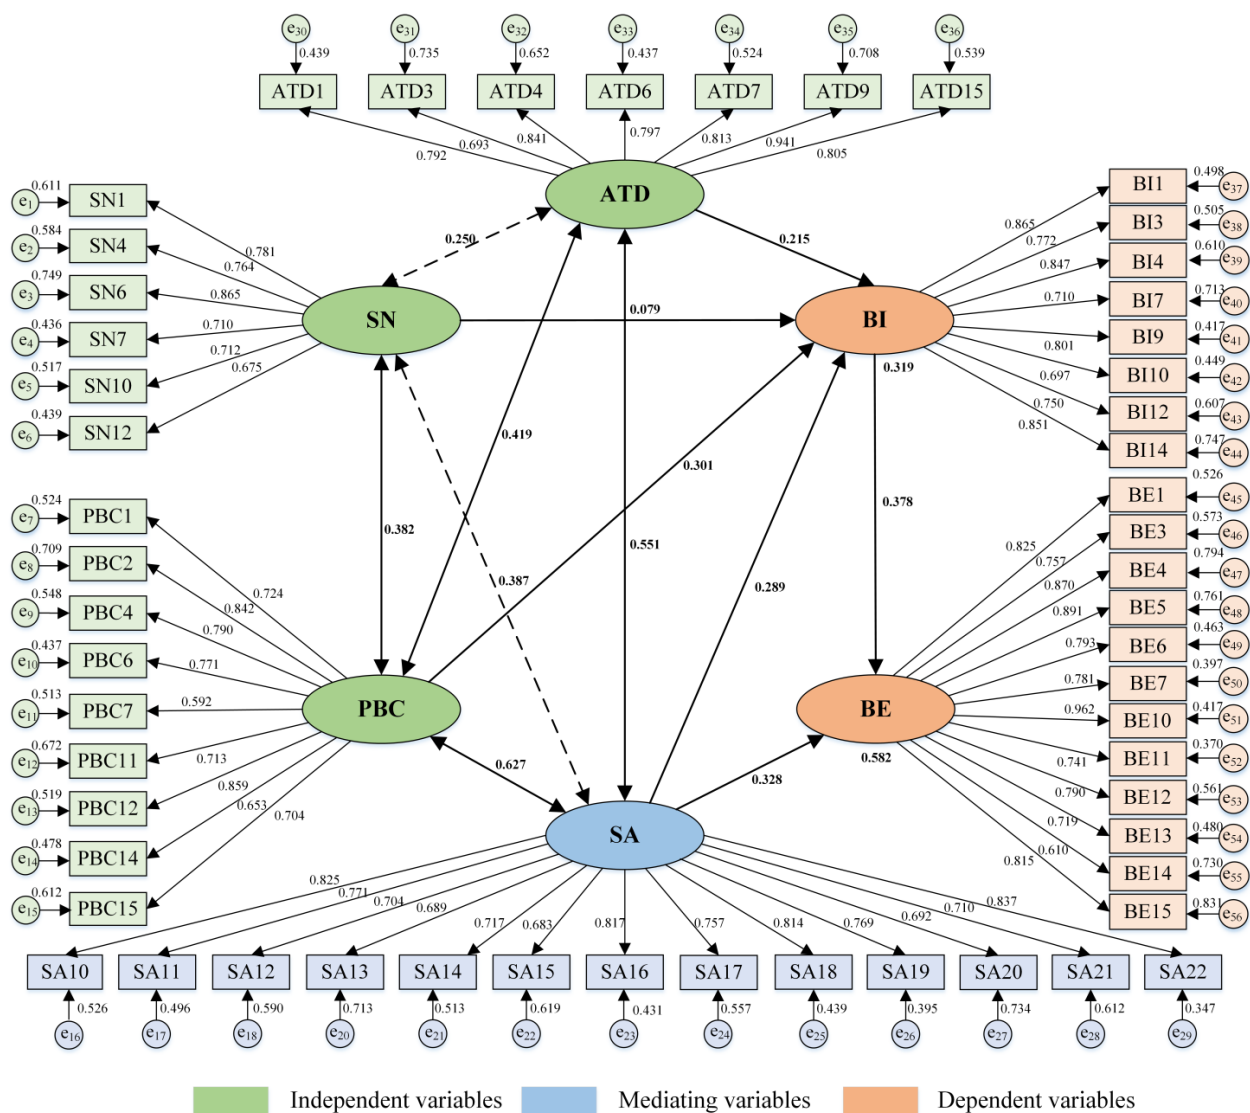 e30 e31 e32 e33 e34 e35 e36
0.439 0.735 0.652 0.437 0.524 0.708 0.539
ATD1 ATD3 ATD4 ATD6 ATD7 ATD9 ATD15
0.792 0.693 0.841 0.797 0.813 0.941 0.805
ATD
e1 0.611 SN1 0.781
e2 0.584 SN4 0.764
e3 0.749 SN6 0.865
e4 0.436 SN7 0.710
e5 0.517 SN10 0.712
e6 0.439 SN12 0.675
SN
0.250
0.215
0.079
BI
0.319
0.865 BI1 0.498 e37
0.772 BI3 0.505 e38
0.847 BI4 0.610 e39
0.710 BI7 0.713 e40
0.801 BI9 0.417 e41
0.697 BI10 0.449 e42
0.750 BI12 0.607 e43
0.851 BI14 0.747 e44
0.419
0.301
0.382
0.551
0.378
0.387
0.289
e7 0.524 PBC1 0.724
e8 0.709 PBC2 0.842
e9 0.548 PBC4 0.790
e10 0.437 PBC6 0.771
e11 0.513 PBC7 0.592
e12 0.672 PBC11 0.713
e13 0.519 PBC12 0.859
e14 0.478 PBC14 0.653
e15 0.612 PBC15 0.704
PBC
0.627
0.328
BE
0.582
0.825 BE1 0.526 e45
0.757 BE3 0.573 e46
0.870 BE4 0.794 e47
0.891 BE5 0.761 e48
0.793 BE6 0.463 e49
0.781 BE7 0.397 e50
0.962 BE10 0.417 e51
0.741 BE11 0.370 e52
0.790 BE12 0.561 e53
0.719 BE13 0.480 e54
0.610 BE14 0.730 e55
0.815 BE15 0.831 e56
SA
0.825 0.771 0.704 0.689 0.717 0.683 0.817 0.757 0.814 0.769 0.692 0.710 0.837
SA10 SA11 SA12 SA13 SA14 SA15 SA16 SA17 SA18 SA19 SA20 SA21 SA22
0.526 0.496 0.590 0.713 0.513 0.619 0.431 0.557 0.439 0.395 0.734 0.612 0.347
e16 e17 e18 e20 e21 e22 e23 e24 e25 e26 e27 e28 e29
Independent variables Mediating variables Dependent variables